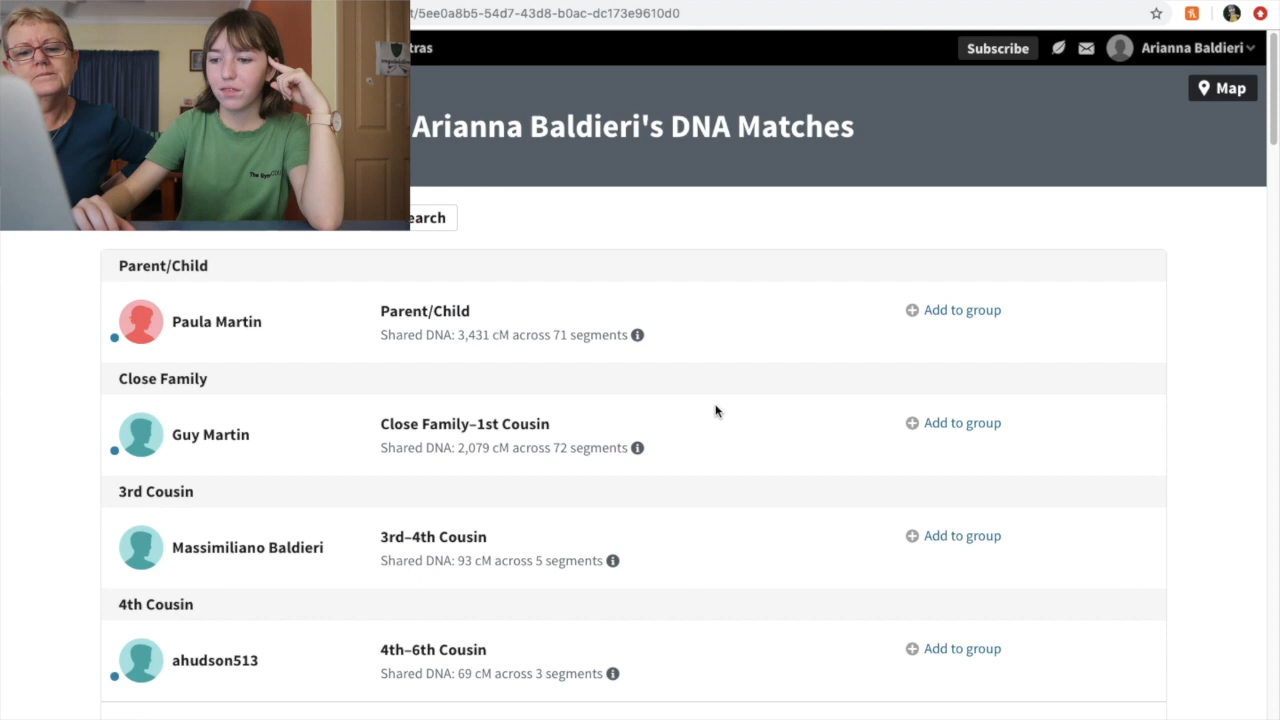 t/5ee0a8b5-54d7-43d8-b0ac-dc173e9610d0
tras
Subscribe
Arianna Baldieri
Map
Arianna Baldieri's DNA Matches
earch
Parent/Child
Paula Martin
Parent/Child
Shared DNA: 3,431 cM across 71 segments
Add to group
Close Family
Guy Martin
Close Family–1st Cousin
Shared DNA: 2,079 cM across 72 segments
Add to group
3rd Cousin
Massimiliano Baldieri
3rd–4th Cousin
Shared DNA: 93 cM across 5 segments
Add to group
4th Cousin
ahudson513
4th–6th Cousin
Shared DNA: 69 cM across 3 segments
Add to group